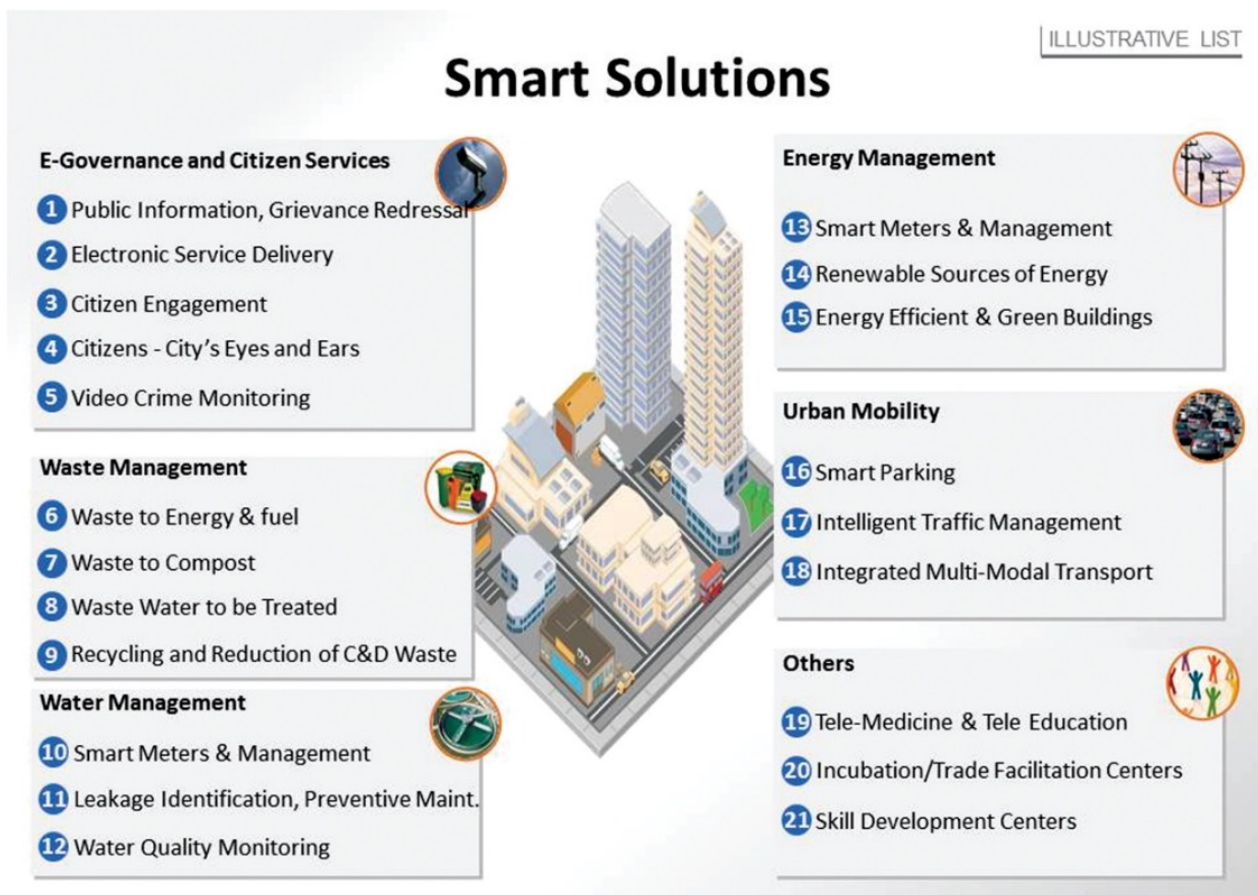 ILLUSTRATIVE LIST
Smart Solutions
E-Governance and Citizen Services
1 Public Information, Grievance Redressal
2 Electronic Service Delivery
3 Citizen Engagement
4 Citizens - City's Eyes and Ears
5 Video Crime Monitoring
Waste Management
6 Waste to Energy & fuel
7 Waste to Compost
8 Waste Water to be Treated
9 Recycling and Reduction of C&D Waste
Water Management
10 Smart Meters & Management
11 Leakage Identification, Preventive Maint.
12 Water Quality Monitoring
Energy Management
13 Smart Meters & Management
14 Renewable Sources of Energy
15 Energy Efficient & Green Buildings
Urban Mobility
16 Smart Parking
17 Intelligent Traffic Management
18 Integrated Multi-Modal Transport
Others
19 Tele-Medicine & Tele Education
20 Incubation/Trade Facilitation Centers
21 Skill Development Centers